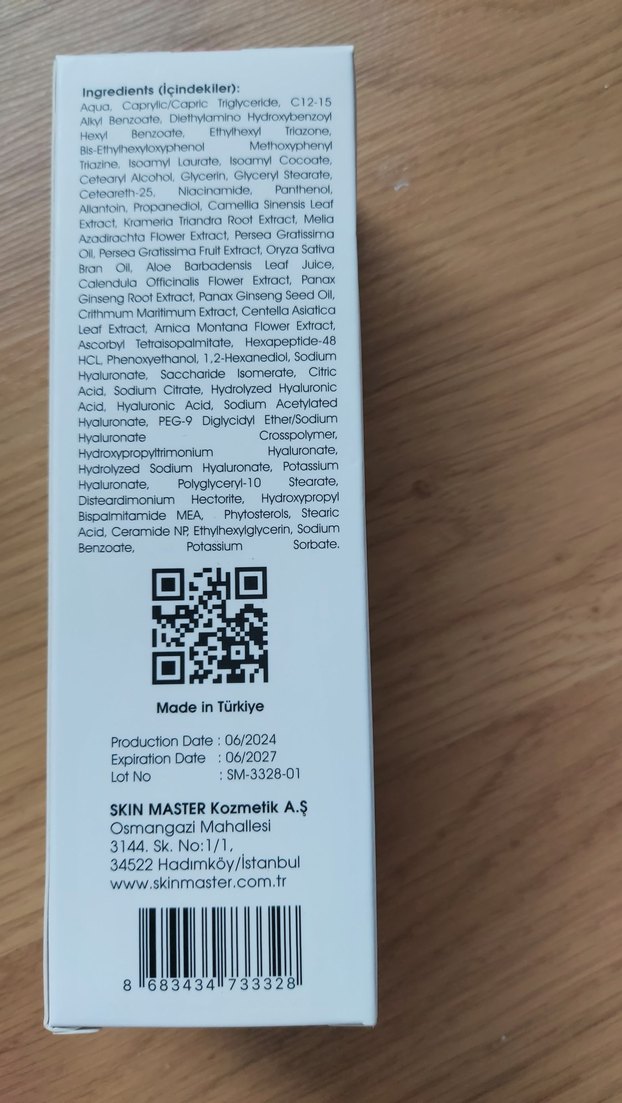 Ingredients (İçindekiler):
Aqua, Caprylic/Capric Triglyceride, C12-15
Alkyl Benzoate, Diethylamino Hydroxybenzoyl
Hexyl Benzoate, Ethylhexyl Triazone,
Bis-Ethylhexyloxyphenol Methoxyphenyl
Triazine, Isoamyl Laurate, Isoamyl Cocoate,
Cetearyl Alcohol, Glycerin, Glyceryl Stearate,
Ceteareth-25, Niacinamide, Panthenol,
Allantoin, Propanediol, Camellia Sinensis Leaf
Extract, Krameria Triandra Root Extract, Melia
Azadirachta Flower Extract, Persea Gratissima
Oil, Persea Gratissima Fruit Extract, Oryza Sativa
Bran Oil, Aloe Barbadensis Leaf Juice,
Calendula Officinalis Flower Extract, Panax
Ginseng Root Extract, Panax Ginseng Seed Oil,
Crithmum Maritimum Extract, Centella Asiatica
Leaf Extract, Arnica Montana Flower Extract,
Ascorbyl Tetraisopalmitate, Hexapeptide-48
HCL, Phenoxyethanol, 1,2-Hexanediol, Sodium
Hyaluronate, Saccharide Isomerate, Citric
Acid, Sodium Citrate, Hydrolyzed Hyaluronic
Acid, Hyaluronic Acid, Sodium Acetylated
Hyaluronate, PEG-9 Diglycidyl Ether/Sodium
Hyaluronate Crosspolymer,
Hydroxypropyltrimonium Hyaluronate,
Hydrolyzed Sodium Hyaluronate, Potassium
Hyaluronate, Polyglyceryl-10 Stearate,
Disteardimonium Hectorite, Hydroxypropyl
Bispalmitamide MEA, Phytosterols, Stearic
Acid, Ceramide NP, Ethylhexylglycerin, Sodium
Benzoate, Potassium Sorbate.
Made in Türkiye
Production Date : 06/2024
Expiration Date : 06/2027
Lot No : SM-3328-01
SKIN MASTER Kozmetik A.Ş
Osmangazi Mahallesi
3144. Sk. No:1/1,
34522 Hadımköy/İstanbul
www.skinmaster.com.tr
8 683434 733328